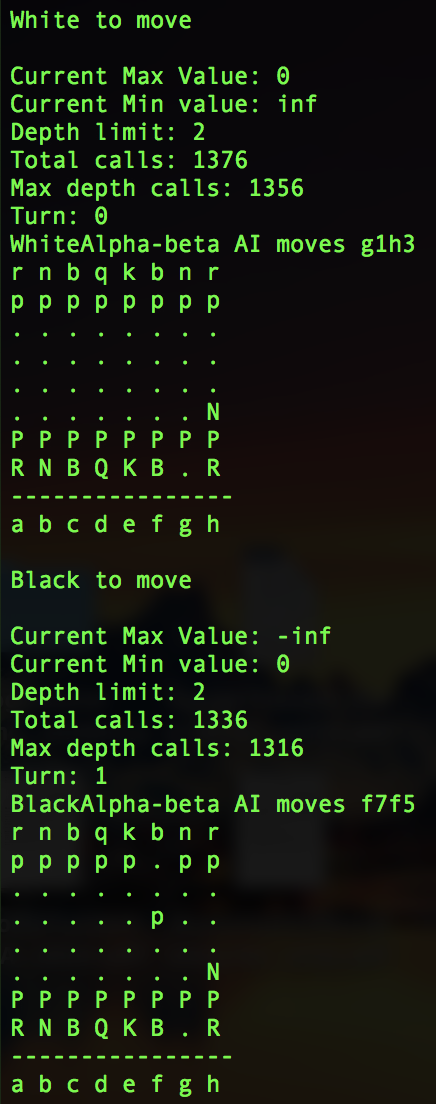 White to move
Current Max Value: 0
Current Min value: inf
Depth limit: 2
Total calls: 1376
Max depth calls: 1356
Turn: 0
WhiteAlpha-beta AI moves g1h3
r n b q k b n r
p p p p p p p p
. . . . . . . .
. . . . . . . .
. . . . . . . .
. . . . . . . N
P P P P P P P P
R N B Q K B . R
----------------
a b c d e f g h
Black to move
Current Max Value: -inf
Current Min value: 0
Depth limit: 2
Total calls: 1336
Max depth calls: 1316
Turn: 1
BlackAlpha-beta AI moves f7f5
r n b q k b n r
p p p p p . p p
. . . . . . . .
. . . . . p . .
. . . . . . . .
. . . . . . . N
P P P P P P P P
R N B Q K B . R
----------------
a b c d e f g h